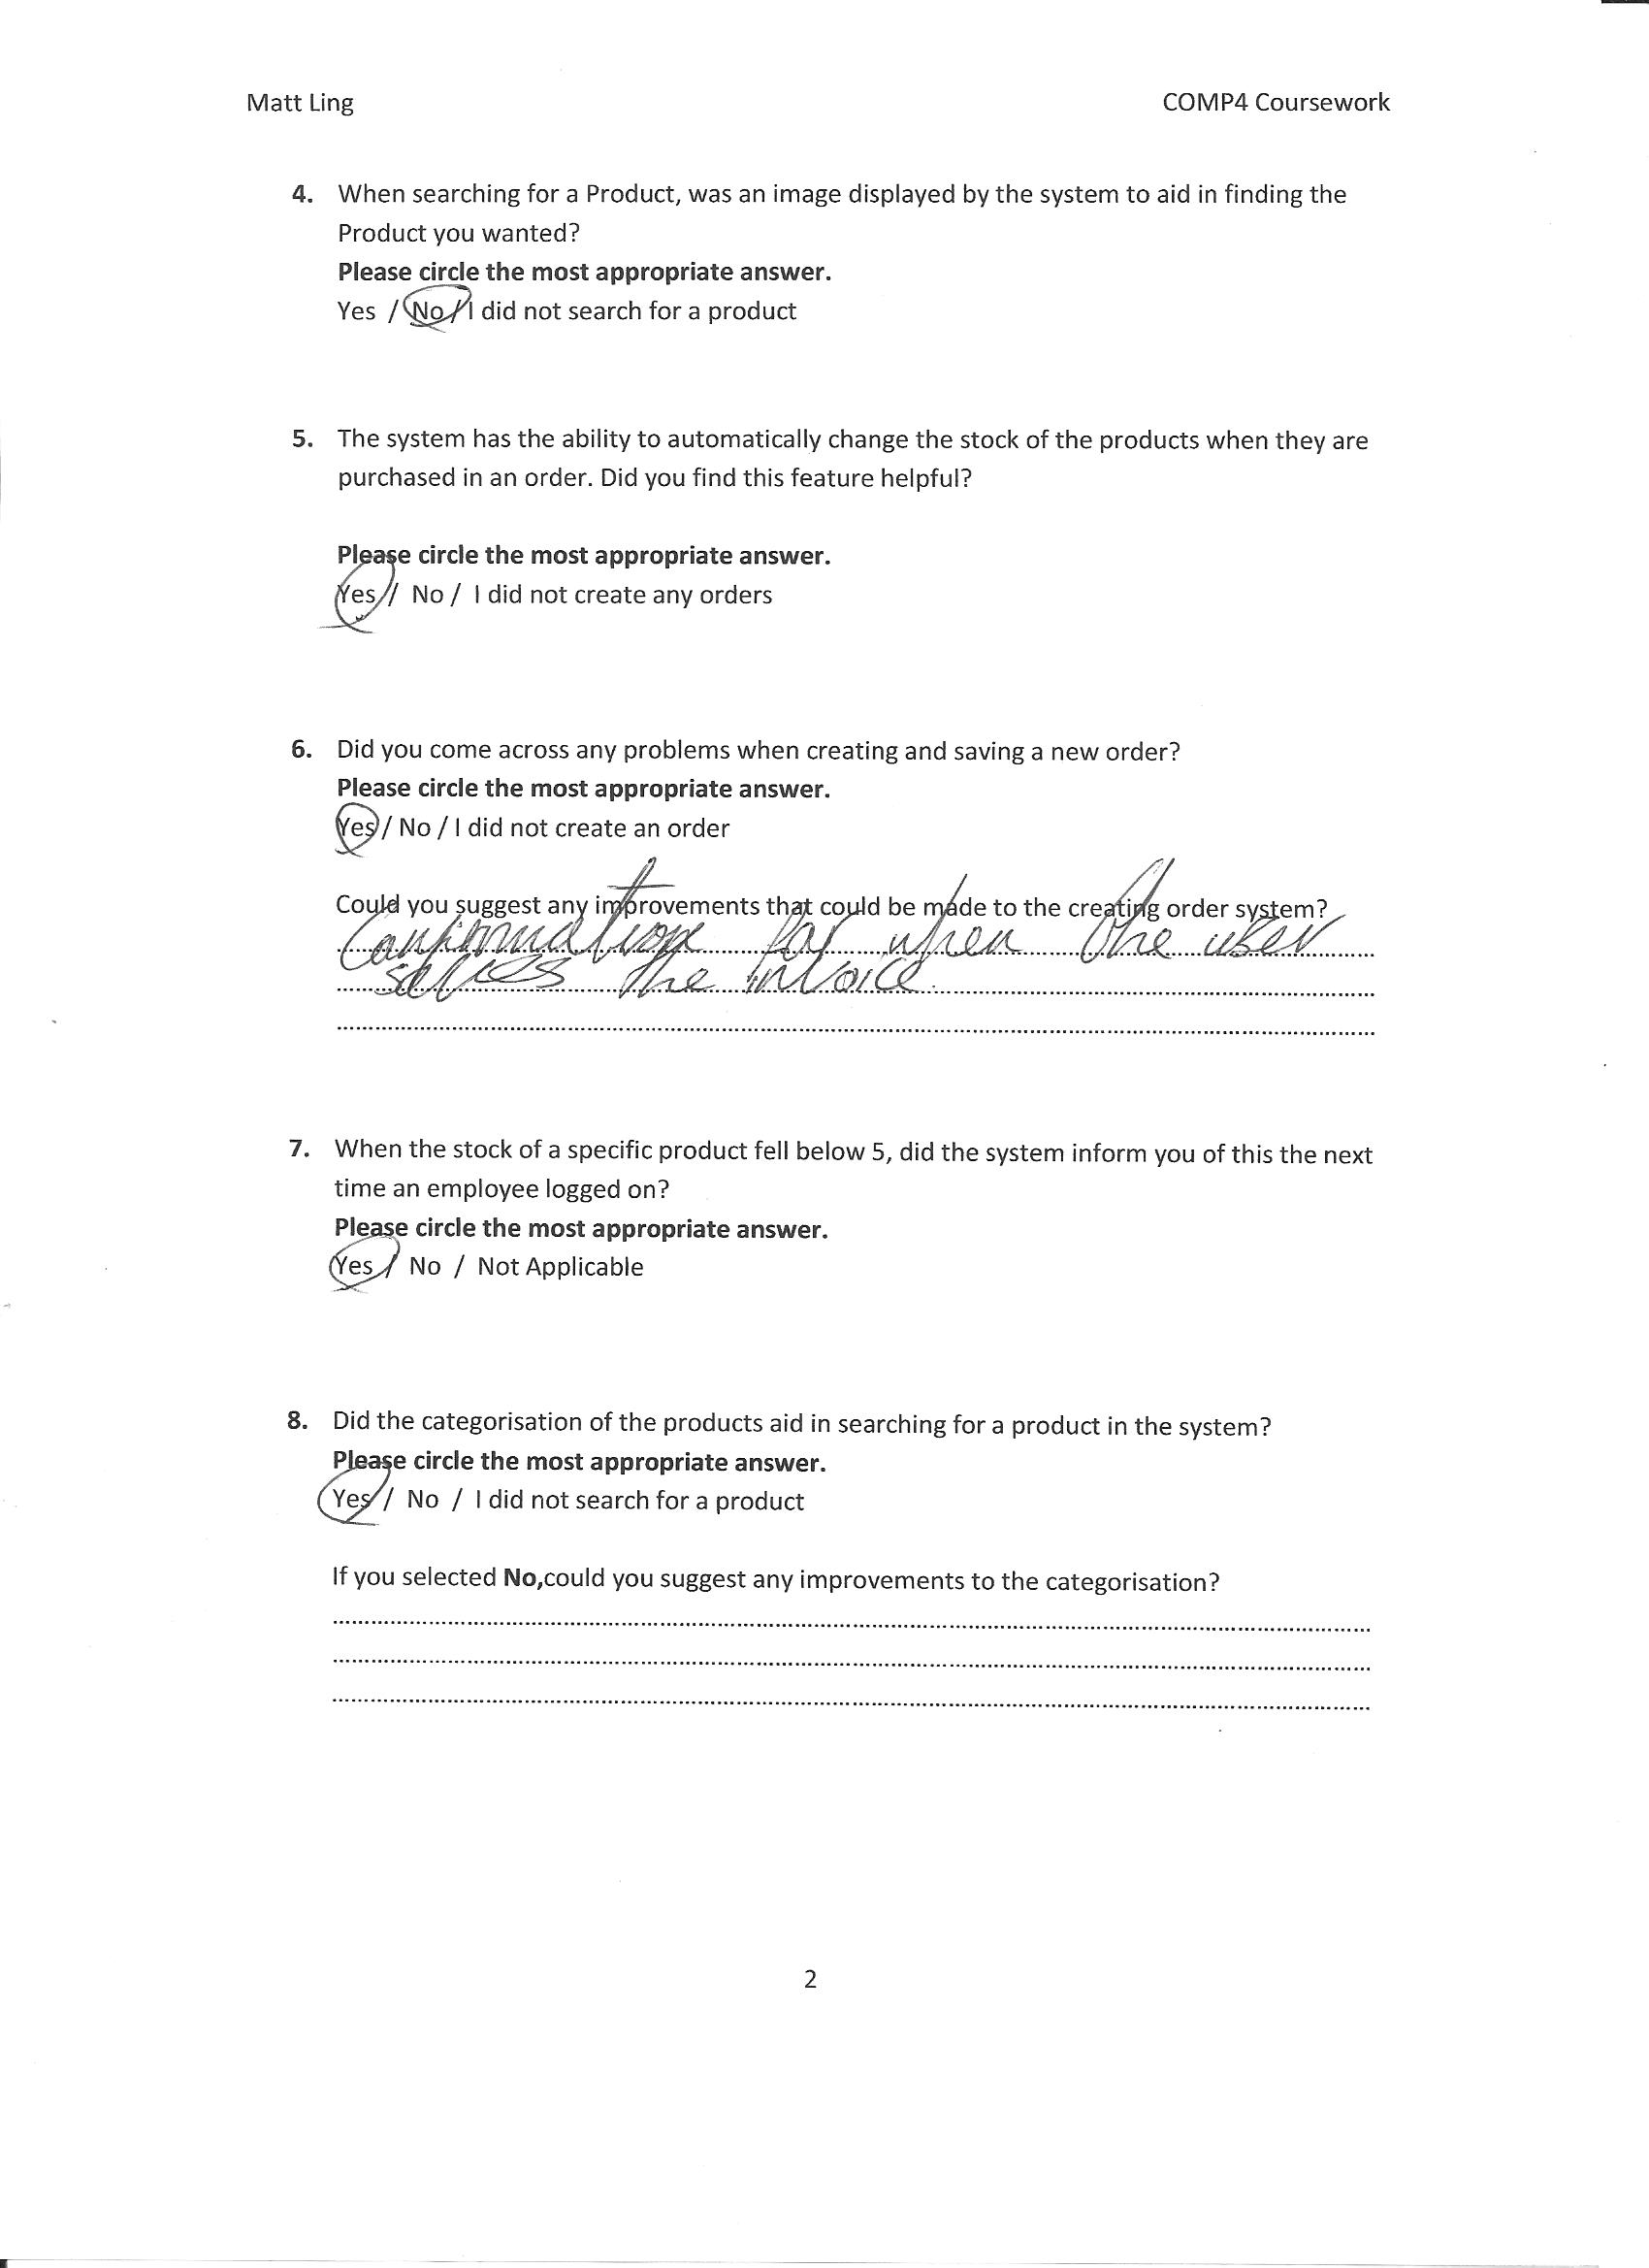 Matt Ling COMP4 Coursework
4. When searching for a Product, was an image displayed by the system to aid in finding the
Product you wanted?
Please circle the most appropriate answer.
Yes / No / I did not search for a product
5. The system has the ability to automatically change the stock of the products when they are
purchased in an order. Did you find this feature helpful?
Please circle the most appropriate answer.
Yes / No / I did not create any orders
6. Did you come across any problems when creating and saving a new order?
Please circle the most appropriate answer.
Yes / No / I did not create an order
Could you suggest any improvements that could be made to the creating order system?
Confirmation for when the user
saves the invoice.
7. When the stock of a specific product fell below 5, did the system inform you of this the next
time an employee logged on?
Please circle the most appropriate answer.
Yes / No / Not Applicable
8. Did the categorisation of the products aid in searching for a product in the system?
Please circle the most appropriate answer.
Yes / No / I did not search for a product
If you selected No,could you suggest any improvements to the categorisation?
2